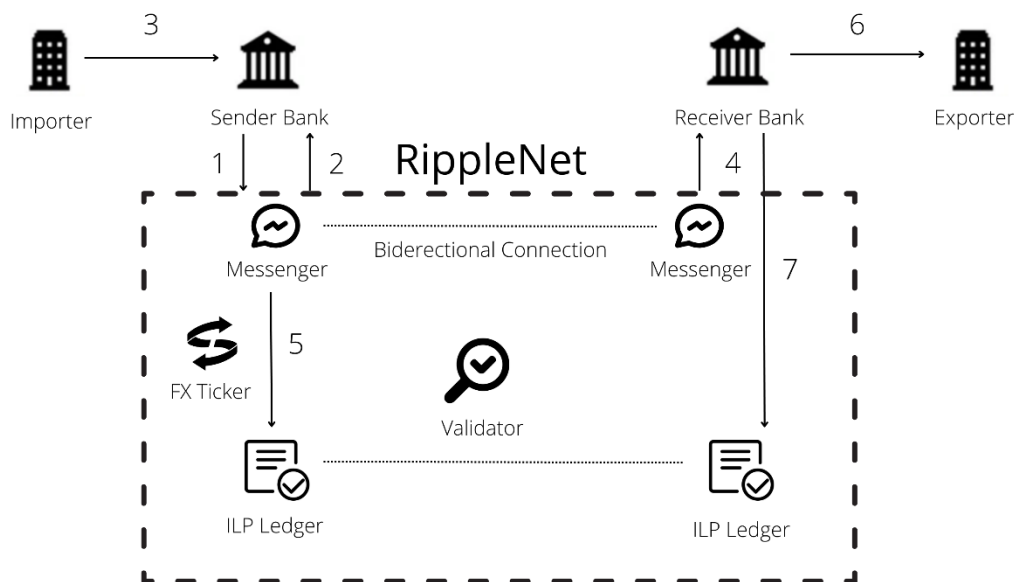 3
6
Importer
Sender Bank
Receiver Bank
Exporter
1
2
RippleNet
4
Biderectional Connection
Messenger
Messenger
7
5
FX Ticker
Validator
ILP Ledger
ILP Ledger